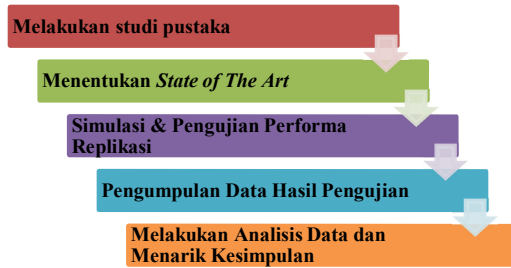 Melakukan studi pustaka
Menentukan State of The Art
Simulasi & Pengujian Performa
Replikasi
Pengumpulan Data Hasil Pengujian
Melakukan Analisis Data dan
Menarik Kesimpulan